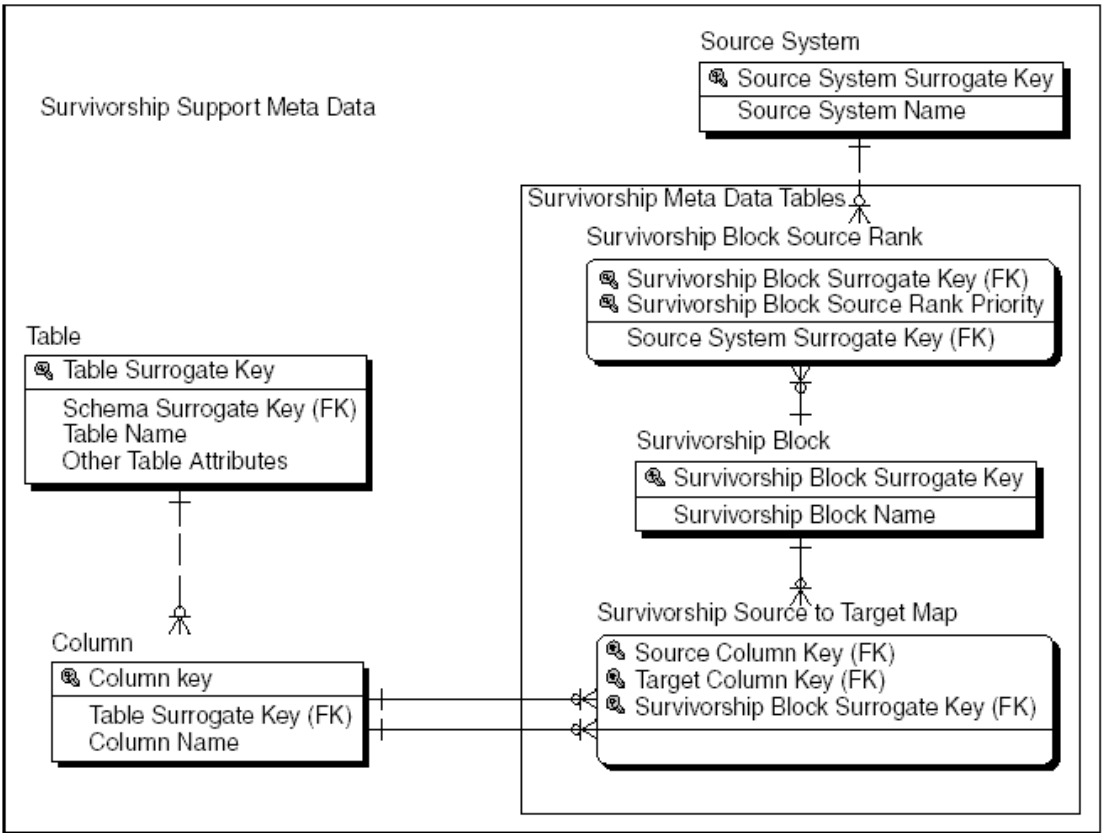 Survivorship Support Meta Data
Source System
Source System Surrogate Key
Source System Name
Survivorship Meta Data Tables
Survivorship Block Source Rank
Survivorship Block Surrogate Key (FK)
Survivorship Block Source Rank Priority
Source System Surrogate Key (FK)
Table
Table Surrogate Key
Schema Surrogate Key (FK)
Table Name
Other Table Attributes
Survivorship Block
Survivorship Block Surrogate Key
Survivorship Block Name
Column
Column key
Table Surrogate Key (FK)
Column Name
Survivorship Source to Target Map
Source Column Key (FK)
Target Column Key (FK)
Survivorship Block Surrogate Key (FK)